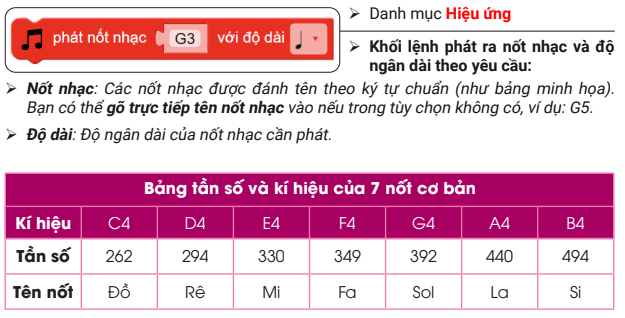 phát nốt nhạc G3 với độ dài ♩
➢ Danh mục Hiệu ứng
➢ Khối lệnh phát ra nốt nhạc và độ
ngân dài theo yêu cầu:
➢ Nốt nhạc: Các nốt nhạc được đánh tên theo ký tự chuẩn (như bảng minh họa).
Bạn có thể gõ trực tiếp tên nốt nhạc vào nếu trong tùy chọn không có, ví dụ: G5.
➢ Độ dài: Độ ngân dài của nốt nhạc cần phát.
Bảng tần số và kí hiệu của 7 nốt cơ bản
Kí hiệu C4 D4 E4 F4 G4 A4 B4
Tần số 262 294 330 349 392 440 494
Tên nốt Đồ Rê Mi Fa Sol La Si